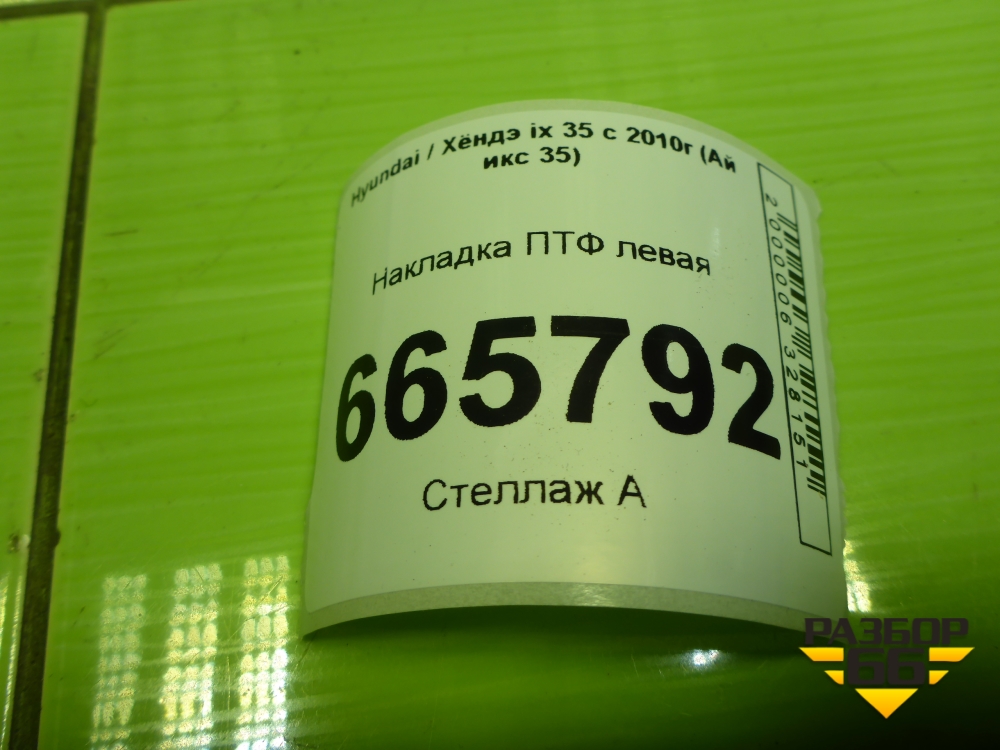 Hyundai / Хёндэ ix 35 с 2010г (Ай
икс 35)
Накладка ПТФ левая
665792
Стеллаж А
2000006328151
РАЗБОР
66